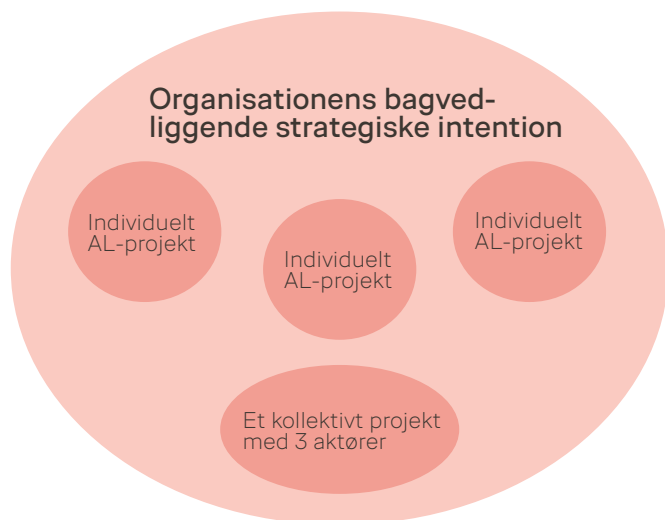 Organisationens bagved-
liggende strategiske intention
Individuelt
AL-projekt
Individuelt
AL-projekt
Individuelt
AL-projekt
Et kollektivt projekt
med 3 aktører